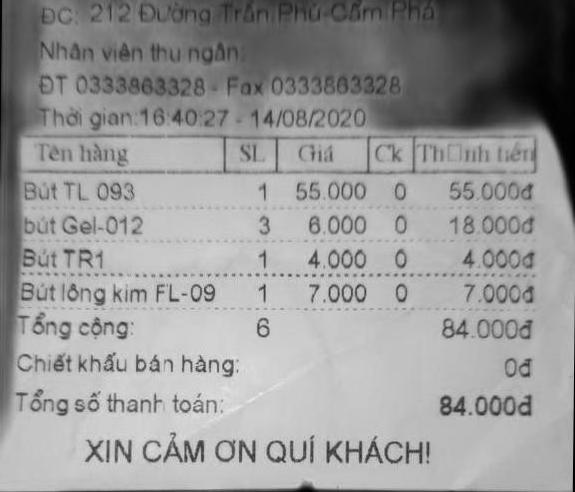 ĐC: 212 Đường Trần Phú-Cẩm Phả
Nhân viên thu ngân:
ĐT 0333863328 - Fax 0333863328
Thời gian:16:40:27 - 14/08/2020
Tên hàng SL Giá Ck Th□nh tiền
Bút TL 093 1 55.000 0 55.000đ
bút Gel-012 3 6.000 0 18.000đ
Bút TR1 1 4.000 0 4.000đ
Bút lông kim FL-09 1 7.000 0 7.000đ
Tổng cộng: 6 84.000đ
Chiết khấu bán hàng: 0đ
Tổng số thanh toán: 84.000đ
XIN CẢM ƠN QUÍ KHÁCH!